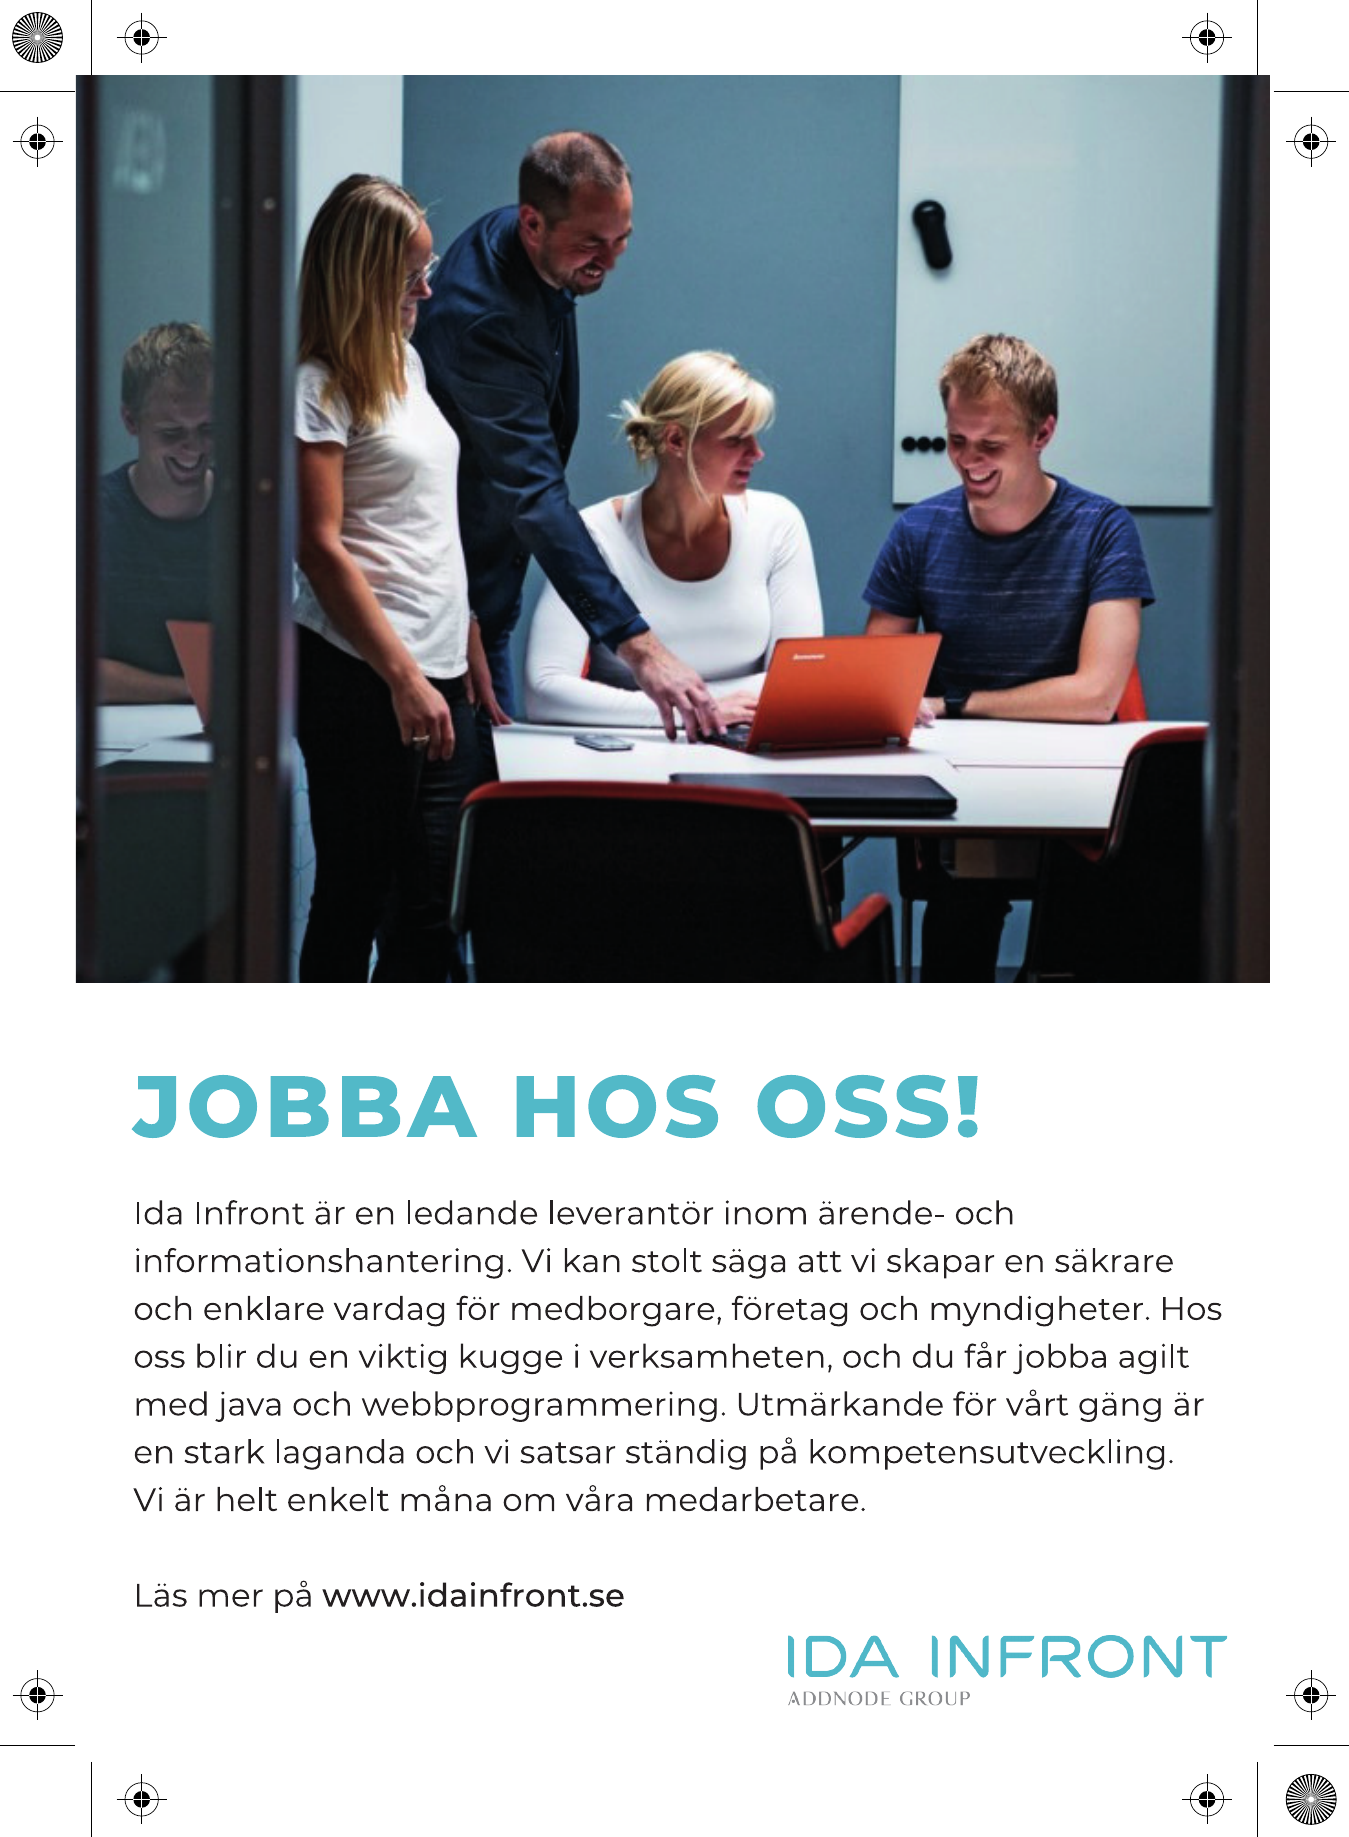 JOBBA HOS OSS!
Ida Infront är en ledande leverantör inom ärende- och
informationshantering. Vi kan stolt säga att vi skapar en säkrare
och enklare vardag för medborgare, företag och myndigheter. Hos
oss blir du en viktig kugge i verksamheten, och du får jobba agilt
med java och webbprogrammering. Utmärkande för vårt gäng är
en stark laganda och vi satsar ständig på kompetensutveckling.
Vi är helt enkelt måna om våra medarbetare.
Läs mer på www.idainfront.se
IDA INFRONT
ADDNODE GROUP